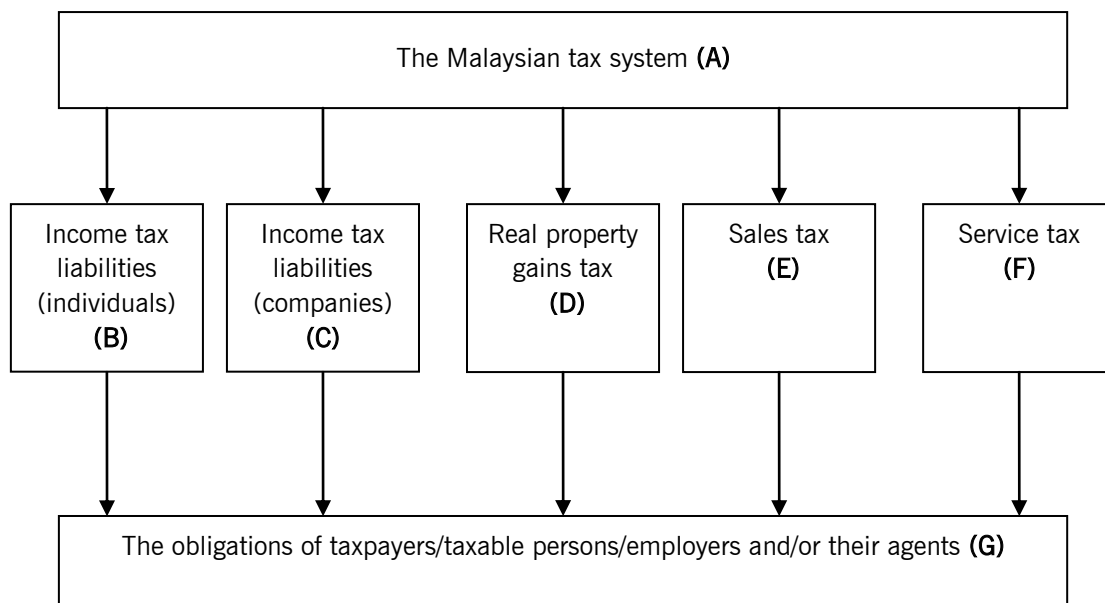 The Malaysian tax system (A)
Income tax
liabilities
(individuals)
(B)
Income tax
liabilities
(companies)
(C)
Real property
gains tax
(D)
Sales tax
(E)
Service tax
(F)
The obligations of taxpayers/taxable persons/employers and/or their agents (G)